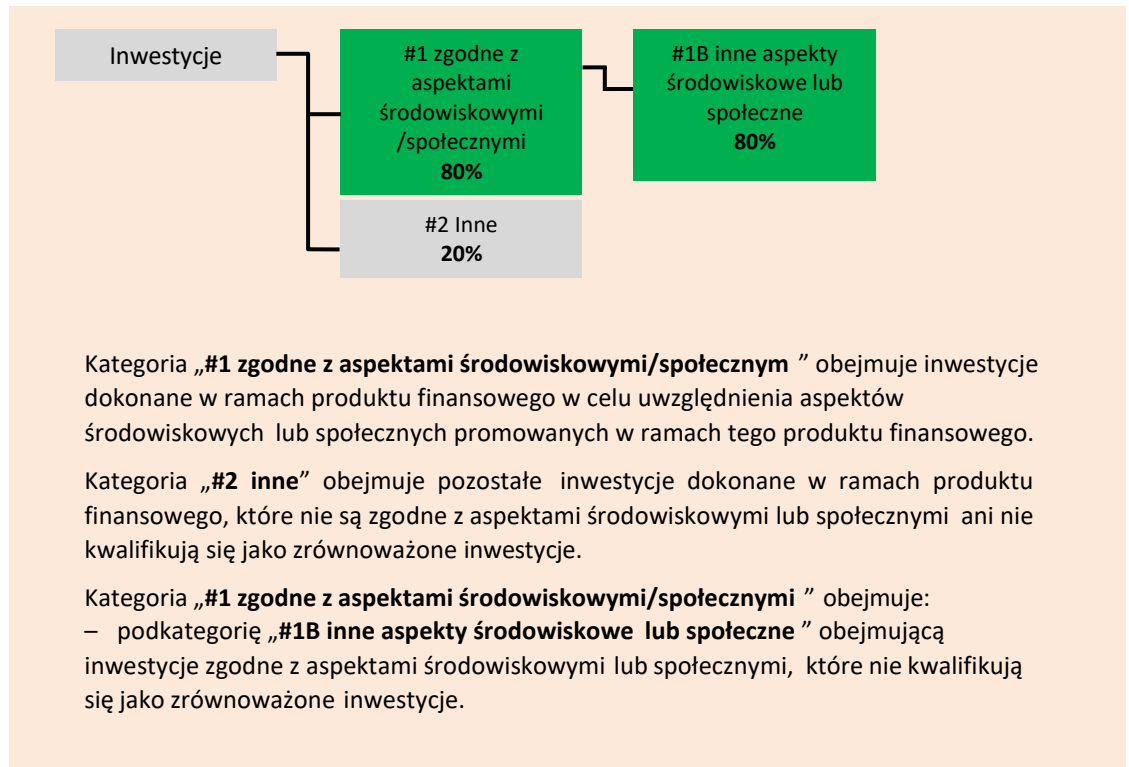 Inwestycje
#1 zgodne z
aspektami
środowiskowymi
/społecznymi
80%
#1B inne aspekty
środowiskowe lub
społeczne
80%
#2 Inne
20%
Kategoria „#1 zgodne z aspektami środowiskowymi/społecznym ” obejmuje inwestycje
dokonane w ramach produktu finansowego w celu uwzględnienia aspektów
środowiskowych lub społecznych promowanych w ramach tego produktu finansowego.
Kategoria „#2 inne” obejmuje pozostałe inwestycje dokonane w ramach produktu
finansowego, które nie są zgodne z aspektami środowiskowymi lub społecznymi ani nie
kwalifikują się jako zrównoważone inwestycje.
Kategoria „#1 zgodne z aspektami środowiskowymi/społecznymi ” obejmuje:
– podkategorię „#1B inne aspekty środowiskowe lub społeczne ” obejmującą
inwestycje zgodne z aspektami środowiskowymi lub społecznymi, które nie kwalifikują
się jako zrównoważone inwestycje.